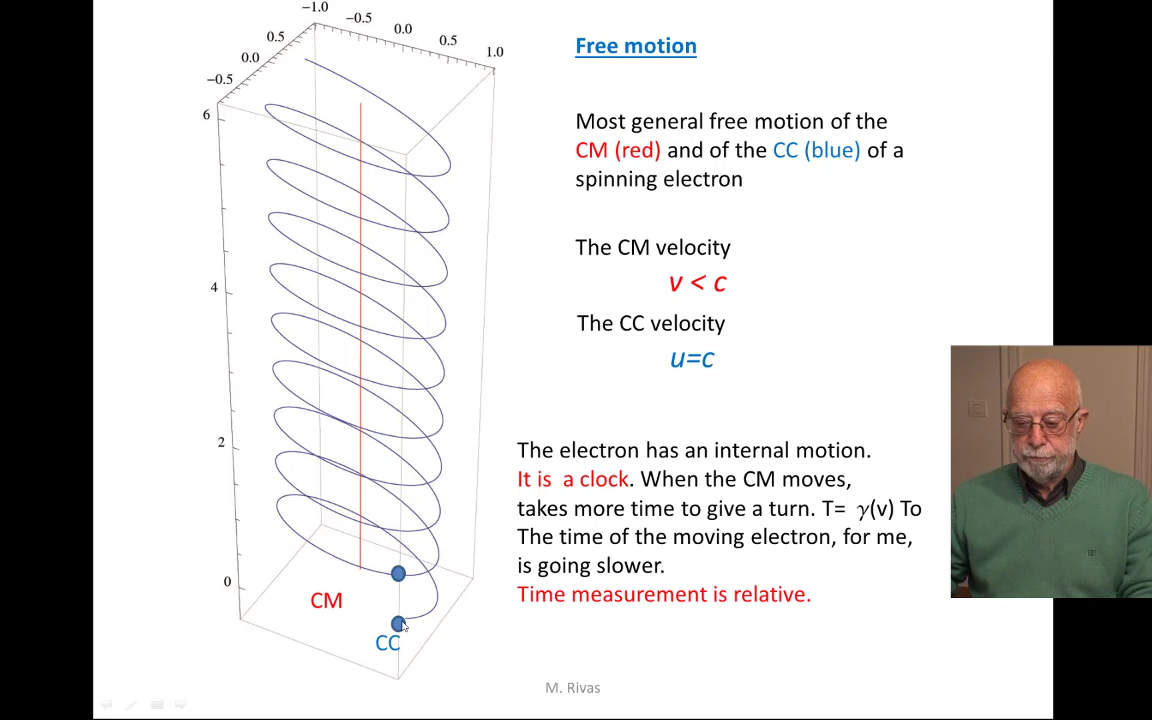 −1.0
−0.5
0.0
0.5
1.0
0.5
0.0
−0.5
6
4
2
0
CM
CC
Free motion
Most general free motion of the
CM (red) and of the CC (blue) of a
spinning electron
The CM velocity
v < c
The CC velocity
u=c
The electron has an internal motion.
It is a clock. When the CM moves,
takes more time to give a turn. T= γ(v) To
The time of the moving electron, for me,
is going slower.
Time measurement is relative.
M. Rivas